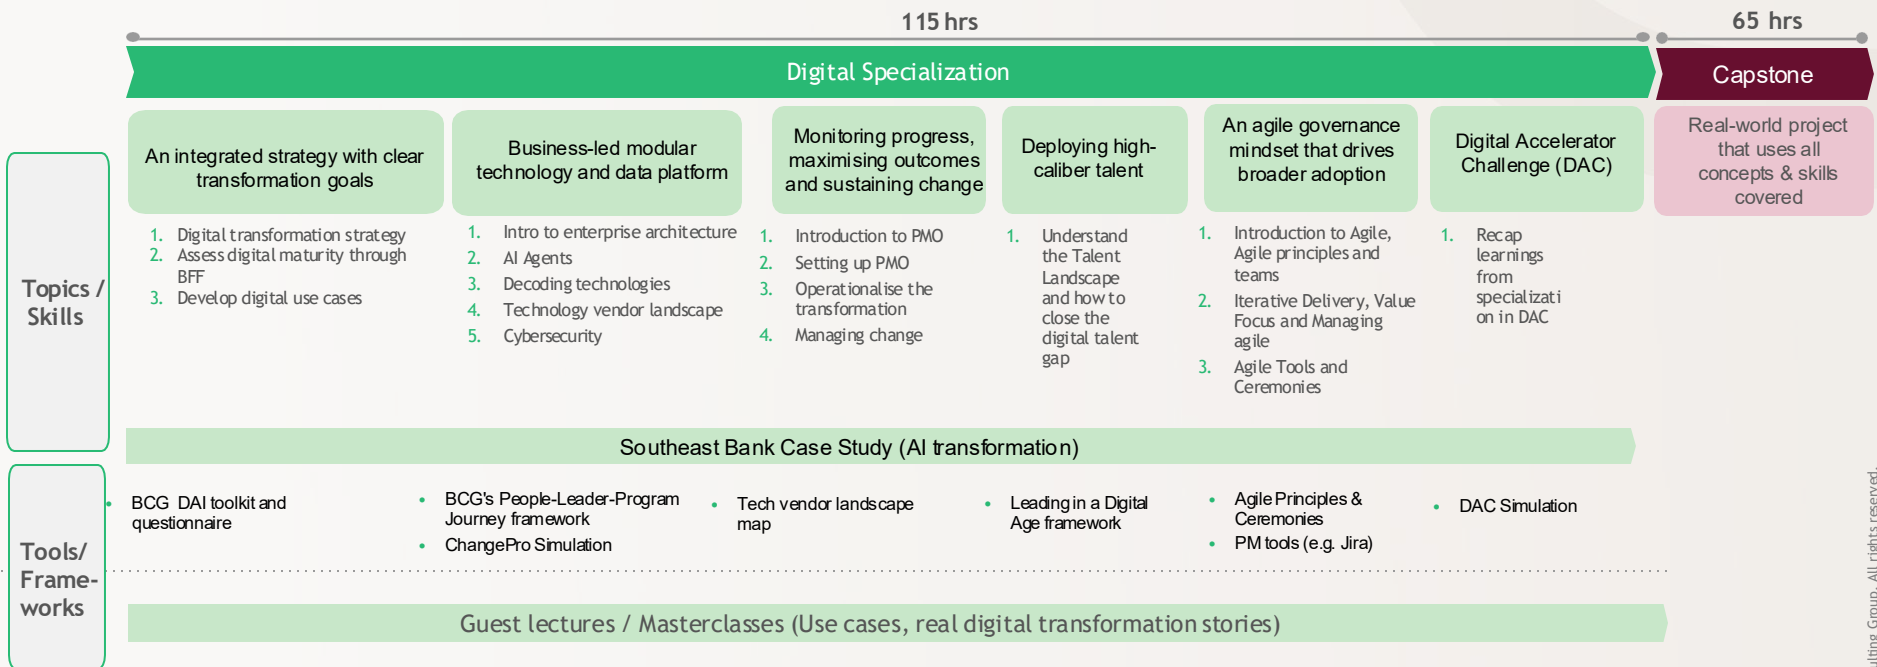 115 hrs
65 hrs
Digital Specialization
Capstone
An integrated strategy with clear
transformation goals
Business-led modular
technology and data platform
Monitoring progress,
maximising outcomes
and sustaining change
Deploying high-
caliber talent
An agile governance
mindset that drives
broader adoption
Digital Accelerator
Challenge (DAC)
Real-world project
that uses all
concepts & skills
covered
Topics /
Skills
1. Digital transformation strategy
2. Assess digital maturity through
BFF
3. Develop digital use cases
1. Intro to enterprise architecture
2. AI Agents
3. Decoding technologies
4. Technology vendor landscape
5. Cybersecurity
1. Introduction to PMO
2. Setting up PMO
3. Operationalise the
transformation
4. Managing change
1. Understand
the Talent
Landscape
and how to
close the
digital talent
gap
1. Introduction to Agile,
Agile principles and
teams
2. Iterative Delivery, Value
Focus and Managing
agile
3. Agile Tools and
Ceremonies
1. Recap
learnings
from
specializati
on in DAC
Southeast Bank Case Study (AI transformation)
Tools/
Frame-
works
• BCG DAI toolkit and
questionnaire
• BCG's People-Leader-Program
Journey framework
• ChangePro Simulation
• Tech vendor landscape
map
• Leading in a Digital
Age framework
• Agile Principles &
Ceremonies
• PM tools (e.g. Jira)
• DAC Simulation
Guest lectures / Masterclasses (Use cases, real digital transformation stories)
ulting Group. All rights reserved.